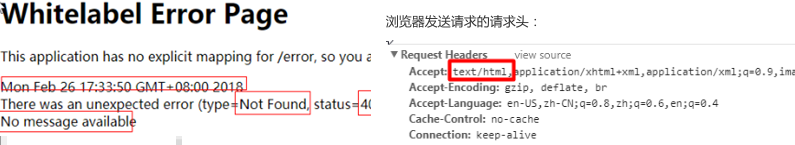 Whitelabel Error Page
This application has no explicit mapping for /error, so you a
Mon Feb 26 17:33:50 GMT+08:00 2018
There was an unexpected error (type=Not Found, status=40
No message available
浏览器发送请求的请求头：
▼ Request Headers view source
Accept: text/html,application/xhtml+xml,application/xml;q=0.9,ima
Accept-Encoding: gzip, deflate, br
Accept-Language: en-US,zh-CN;q=0.8,zh;q=0.6,en;q=0.4
Cache-Control: no-cache
Connection: keep-alive